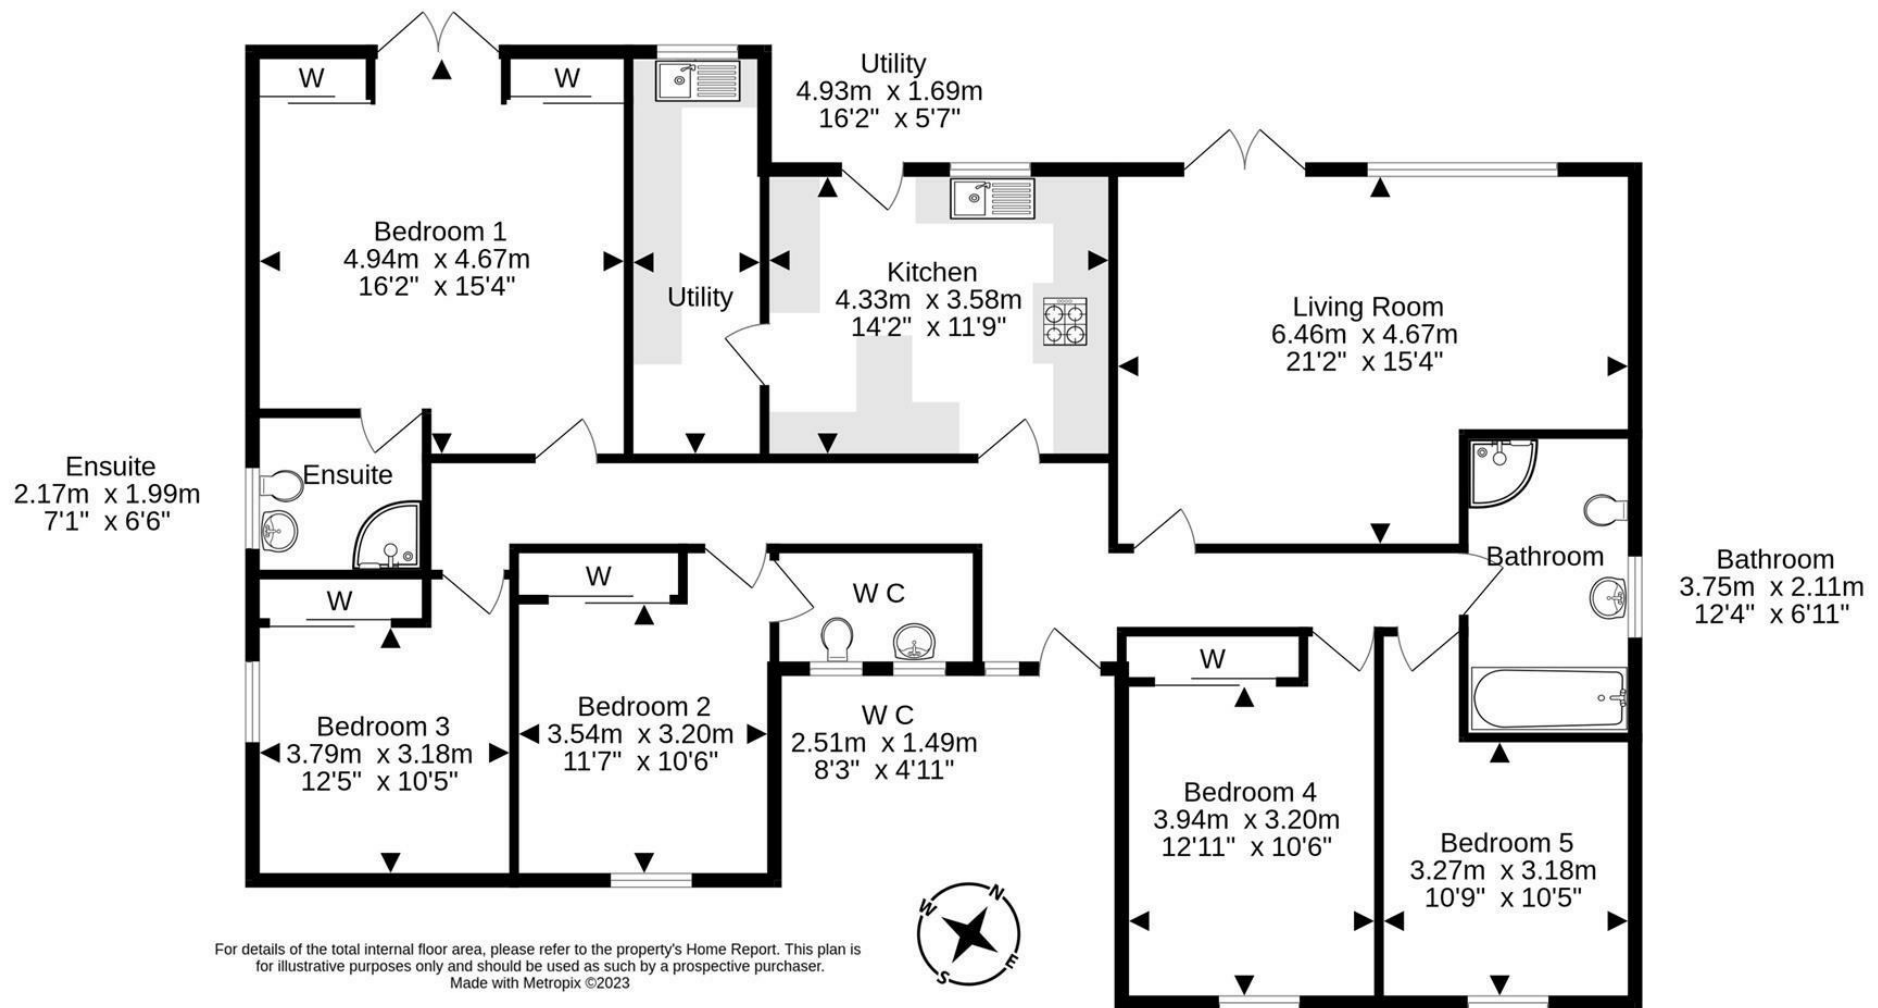 W
W
Utility
4.93m x 1.69m
16'2" x 5'7"
Bedroom 1
4.94m x 4.67m
16'2" x 15'4"
Utility
Kitchen
4.33m x 3.58m
14'2" x 11'9"
Living Room
6.46m x 4.67m
21'2" x 15'4"
Ensuite
2.17m x 1.99m
7'1" x 6'6"
Ensuite
Bathroom
Bathroom
3.75m x 2.11m
12'4" x 6'11"
W
W
W C
W
Bedroom 3
3.79m x 3.18m
12'5" x 10'5"
Bedroom 2
3.54m x 3.20m
11'7" x 10'6"
W C
2.51m x 1.49m
8'3" x 4'11"
Bedroom 4
3.94m x 3.20m
12'11" x 10'6"
Bedroom 5
3.27m x 3.18m
10'9" x 10'5"
N
W
E
S
For details of the total internal floor area, please refer to the property's Home Report. This plan is
for illustrative purposes only and should be used as such by a prospective purchaser.
Made with Metropix ©2023